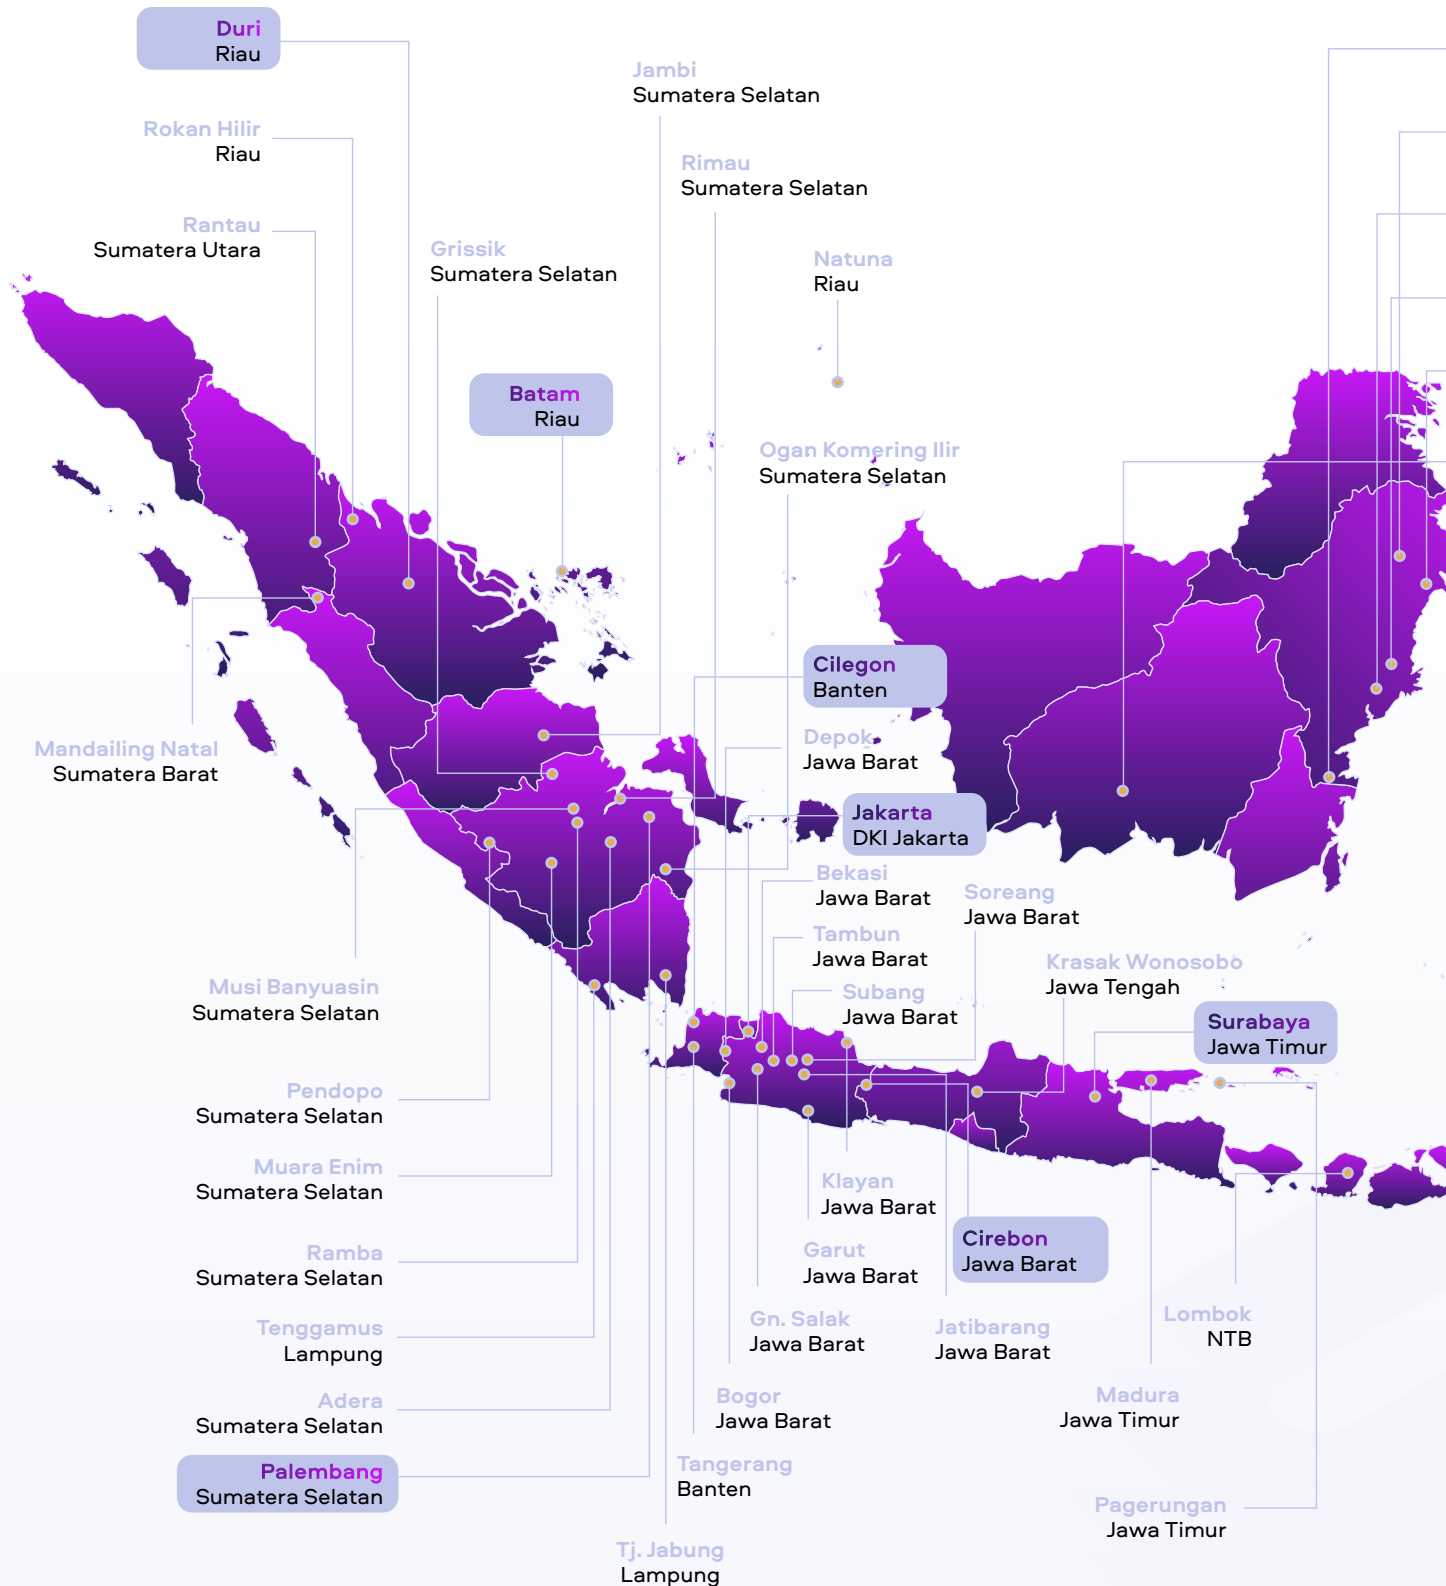 Duri
Riau
Jambi
Sumatera Selatan
Rokan Hilir
Riau
Rimau
Sumatera Selatan
Rantau
Sumatera Utara
Grissik
Sumatera Selatan
Natuna
Riau
Batam
Riau
Ogan Komering Ilir
Sumatera Selatan
Cilegon
Banten
Mandailing Natal
Sumatera Barat
Depok
Jawa Barat
Jakarta
DKI Jakarta
Bekasi
Jawa Barat
Soreang
Jawa Barat
Tambun
Jawa Barat
Krasak Wonosobo
Jawa Tengah
Musi Banyuasin
Sumatera Selatan
Subang
Jawa Barat
Surabaya
Jawa Timur
Pendopo
Sumatera Selatan
Muara Enim
Sumatera Selatan
Klayan
Jawa Barat
Cirebon
Jawa Barat
Ramba
Sumatera Selatan
Garut
Jawa Barat
Gn. Salak
Jawa Barat
Jatibarang
Jawa Barat
Lombok
NTB
Tenggamus
Lampung
Adera
Sumatera Selatan
Bogor
Jawa Barat
Madura
Jawa Timur
Palembang
Sumatera Selatan
Tangerang
Banten
Pagerungan
Jawa Timur
Tj. Jabung
Lampung